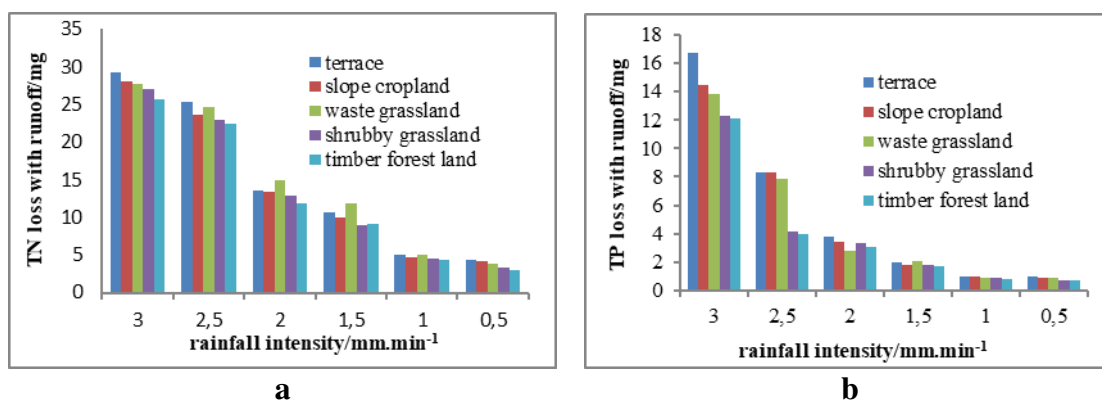 35
30
25
20
15
10
5
0
TN loss with runoff/mg
terrace
slope cropland
waste grassland
shrubby grassland
timber forest land
3 2,5 2 1,5 1 0,5
rainfall intensity/mm.min-1
a
18
16
14
12
10
8
6
4
2
0
TP loss with runoff/mg
terrace
slope cropland
waste grassland
shrubby grassland
timber forest land
3 2,5 2 1,5 1 0,5
rainfall intensity/mm.min-1
b